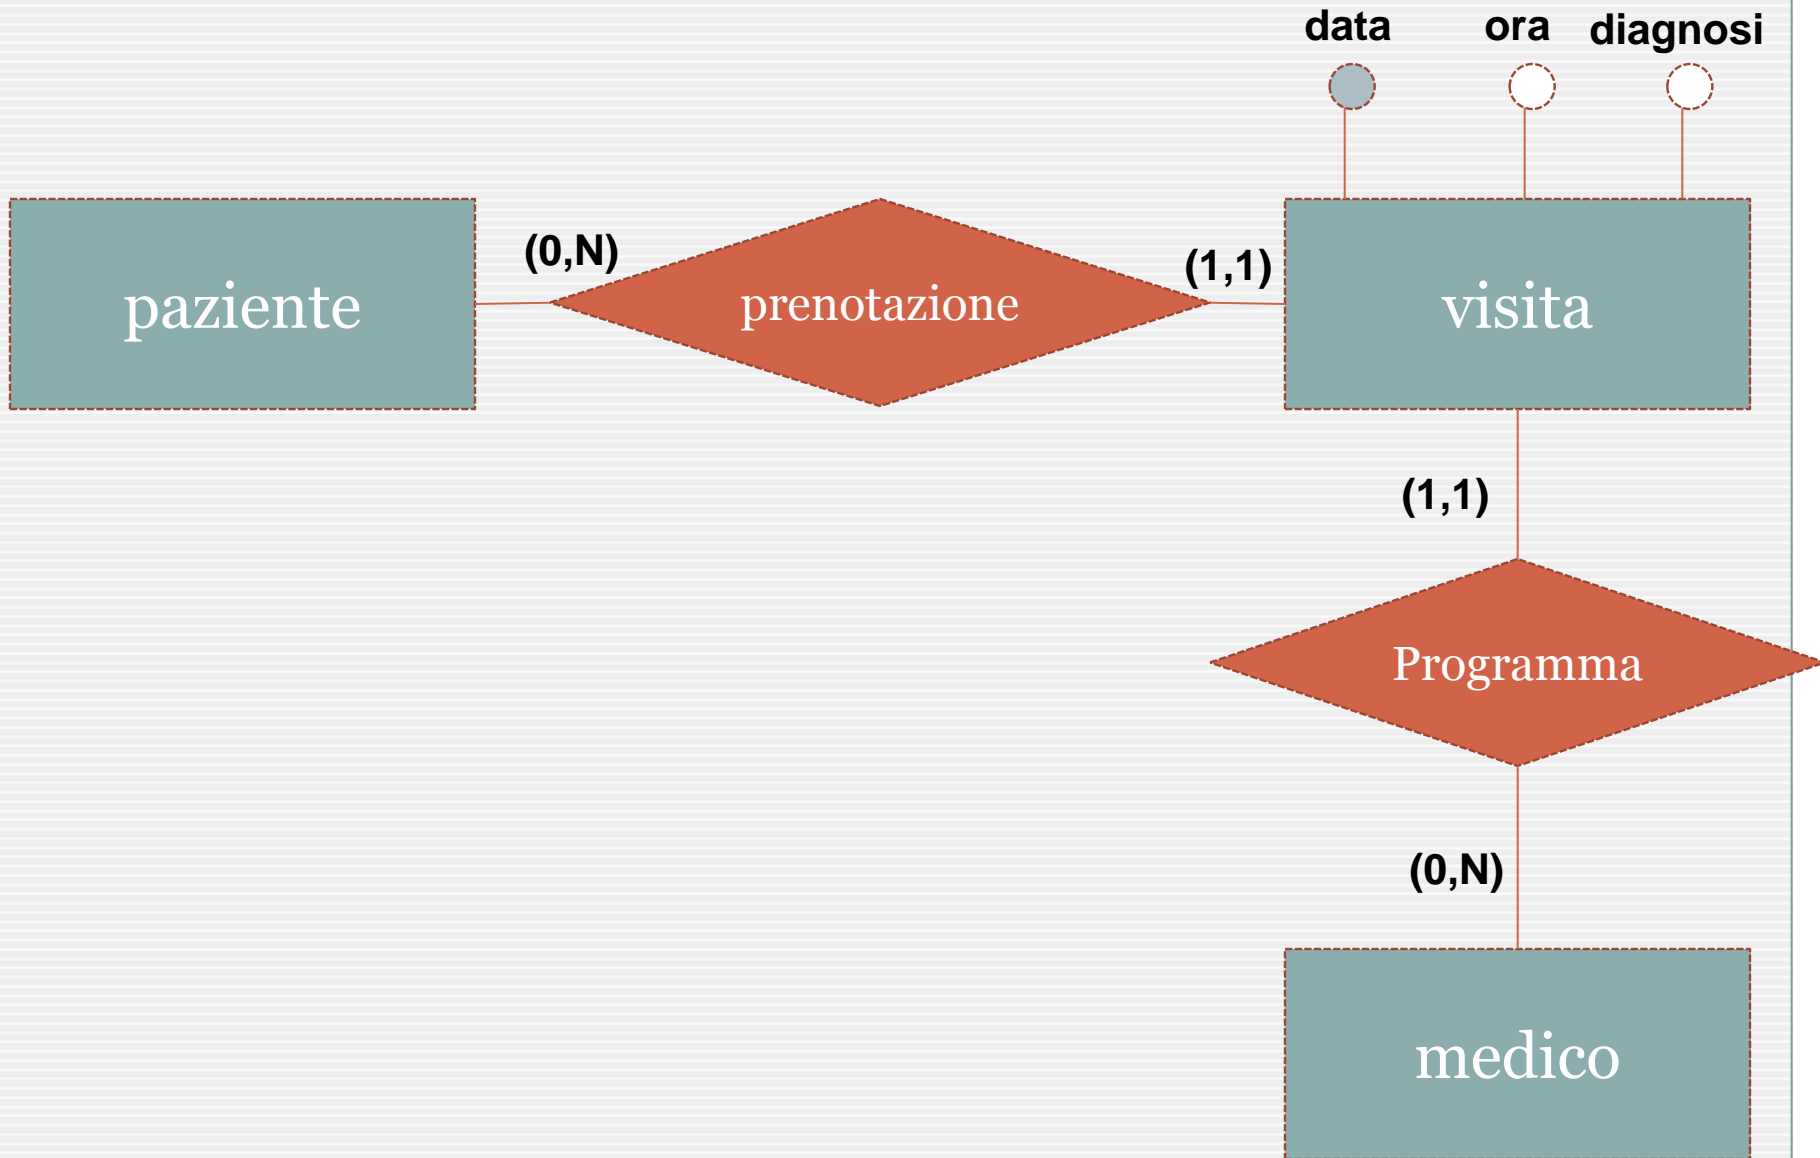 data ora diagnosi
(0,N) (1,1)
paziente prenotazione visita
(1,1)
Programma
(0,N)
medico